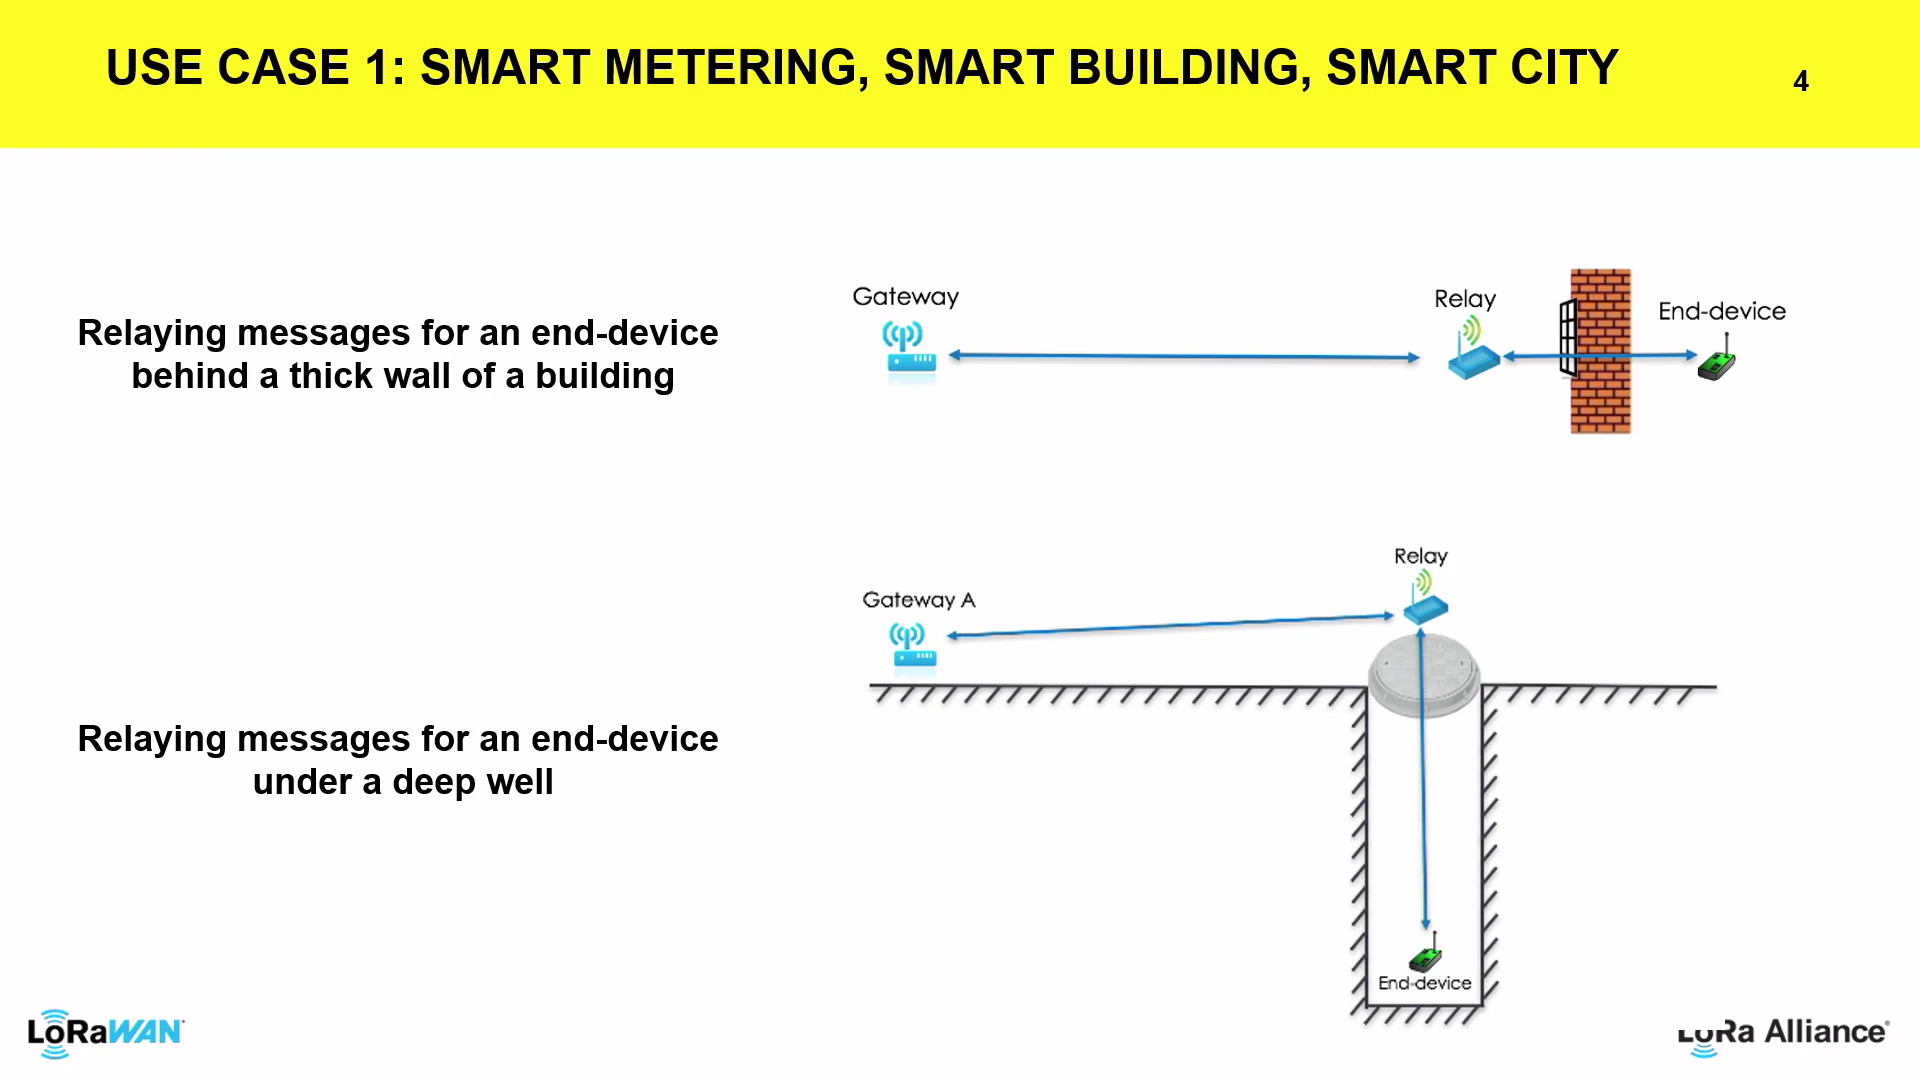 USE CASE 1: SMART METERING, SMART BUILDING, SMART CITY
4
Relaying messages for an end-device
behind a thick wall of a building
Gateway
Relay
End-device
Relaying messages for an end-device
under a deep well
Gateway A
Relay
End-device
LoRaWAN
LoRa Alliance®